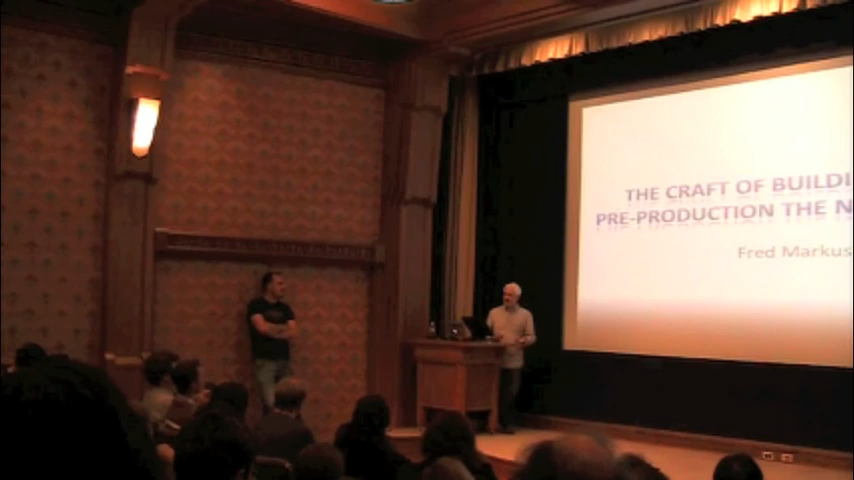 THE CRAFT OF BUILDI
PRE-PRODUCTION THE N
Fred Markus